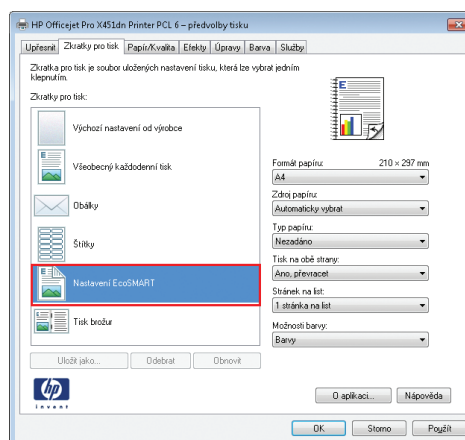 HP Officejet Pro X451dn Printer PCL 6 – předvolby tisku
Upřesnit Zkratky pro tisk Papír/Kvalita Efekty Úpravy Barva Služby
Zkratka pro tisk je soubor uložených nastavení tisku, která lze vybrat jedním
klepnutím.
Zkratky pro tisk:
Výchozí nastavení od výrobce
Všeobecný každodenní tisk
Obálky
Štítky
Nastavení EcoSMART
Tisk brožur
Uložit jako... Odebrat Obnovit
Formát papíru: 210 × 297 mm
A4
Zdroj papíru:
Automaticky vybrat
Typ papíru:
Nezadáno
Tisk na obě strany:
Ano, převracet
Stránek na list:
1 stránka na list
Možnosti barvy:
Barvy
hp
invent
O aplikaci... Nápověda
OK Storno Použít